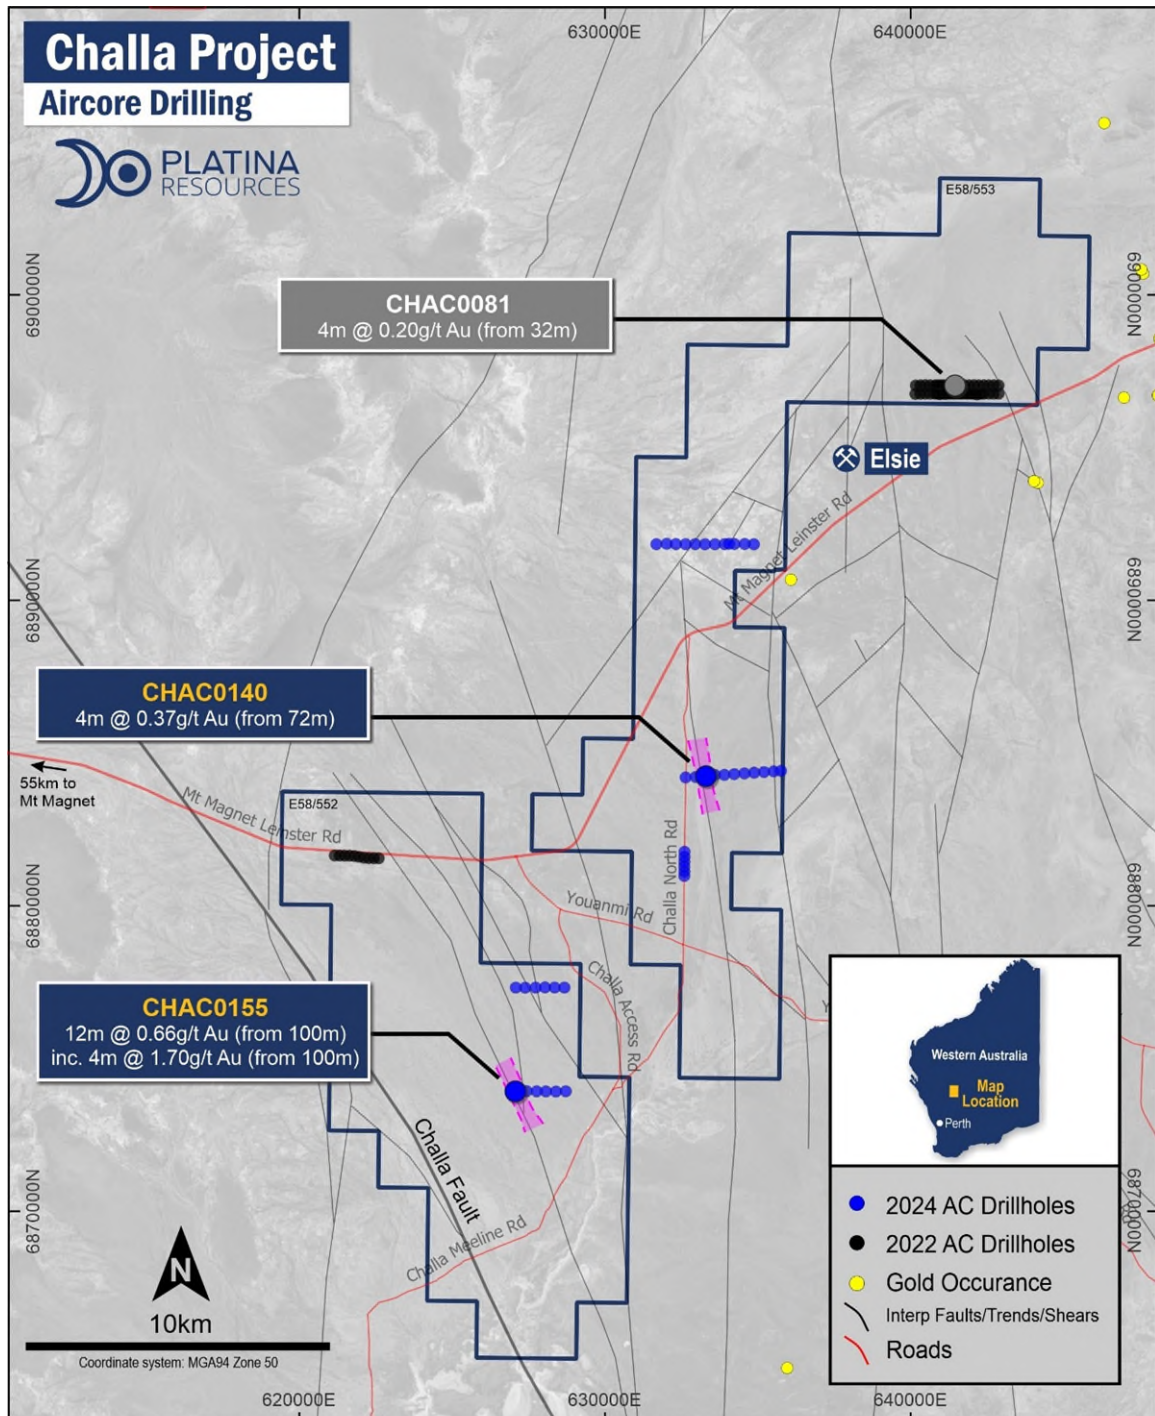 630000E
640000E
Challa Project
Aircore Drilling
PLATINA
RESOURCES
E58/553
6900000N
6900000N
CHAC0081
4m @ 0.20g/t Au (from 32m)
Elsie
Mt Magnet Leinster Rd
6890000N
6890000N
CHAC0140
4m @ 0.37g/t Au (from 72m)
55km to
Mt Magnet
Mt Magnet Leinster Rd
E58/552
Challa North Rd
6880000N
6880000N
Youanmi Rd
Challa Access Rd
CHAC0155
12m @ 0.66g/t Au (from 100m)
inc. 4m @ 1.70g/t Au (from 100m)
Western Australia
Map
Location
Perth
Challa Fault
6870000N
6870000N
Challa Meeline Rd
2024 AC Drillholes
2022 AC Drillholes
Gold Occurance
Interp Faults/Trends/Shears
Roads
N
10km
Coordinate system: MGA94 Zone 50
620000E
630000E
640000E